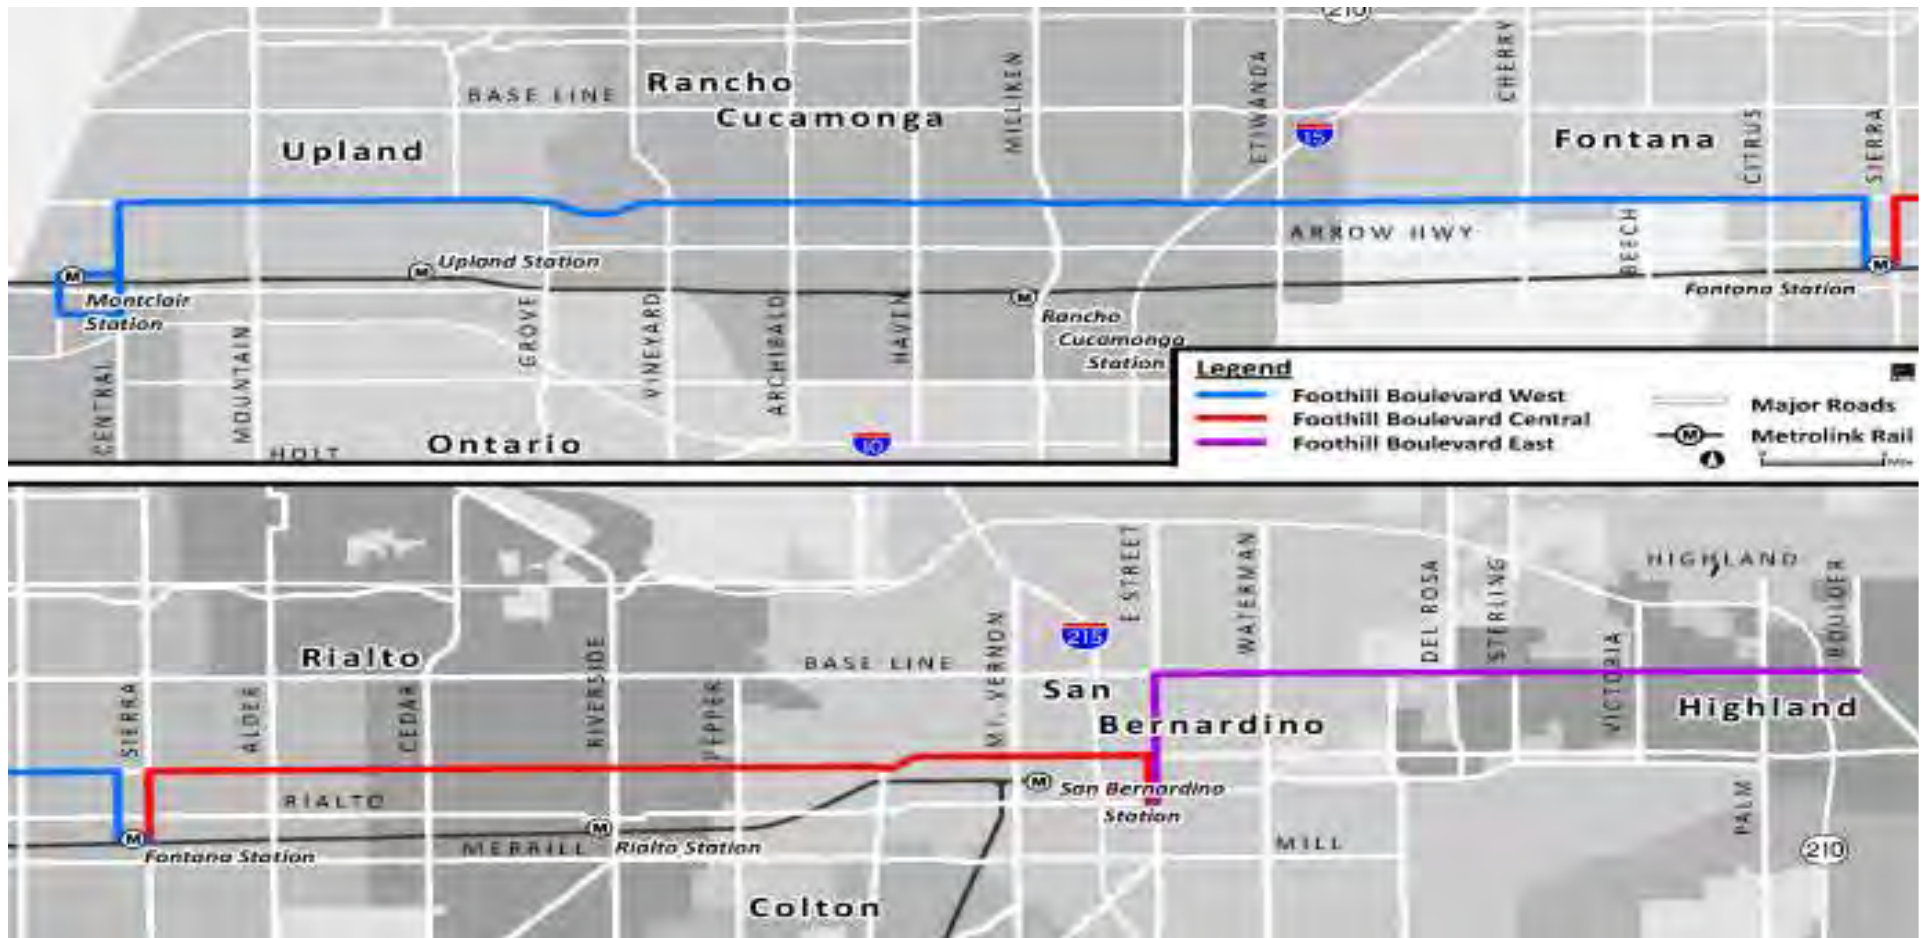 210
CHERRY
Rancho
BASE LINE
MILLIKEN
ETIWANDA
Cucamonga
CITRUS
SIERRA
15
Fontana
Upland
ARROW HWY
BEECH
Upland Station
M
M
M
M
Montclair
Station
Fontana Station
Rancho
Cucamonga
Station
GROVE
VINEYARD
ARCHIBALD
HAVEN
MOUNTAIN
CENTRAL
HOLT
Ontario
10
Legend
Foothill Boulevard West
Foothill Boulevard Central
Foothill Boulevard East
Major Roads
M
Metrolink Rail
E STREET
WATERMAN
DEL ROSA
STERLING
HIGHLAND
BOULDER
215
Rialto
RIVERSIDE
BASE LINE
MT. VERNON
VICTORIA
San
Bernardino
Highland
SIERRA
ALDER
CEDAR
PEPPER
RIALTO
M
San Bernardino
Station
PALM
M
M
Fontana Station
MERRILL
Rialto Station
MILL
210
Colton